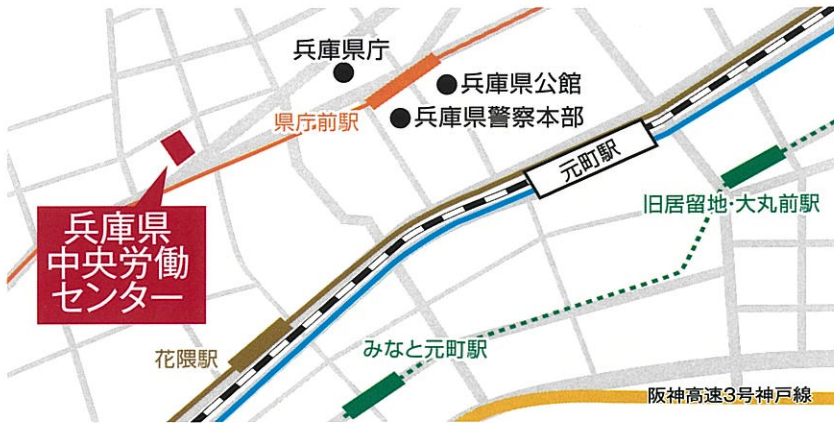 兵庫県庁
兵庫県公館
県庁前駅
兵庫県警察本部
元町駅
旧居留地・大丸前駅
兵庫県
中央労働
センター
花隈駅
みなと元町駅
阪神高速3号神戸線